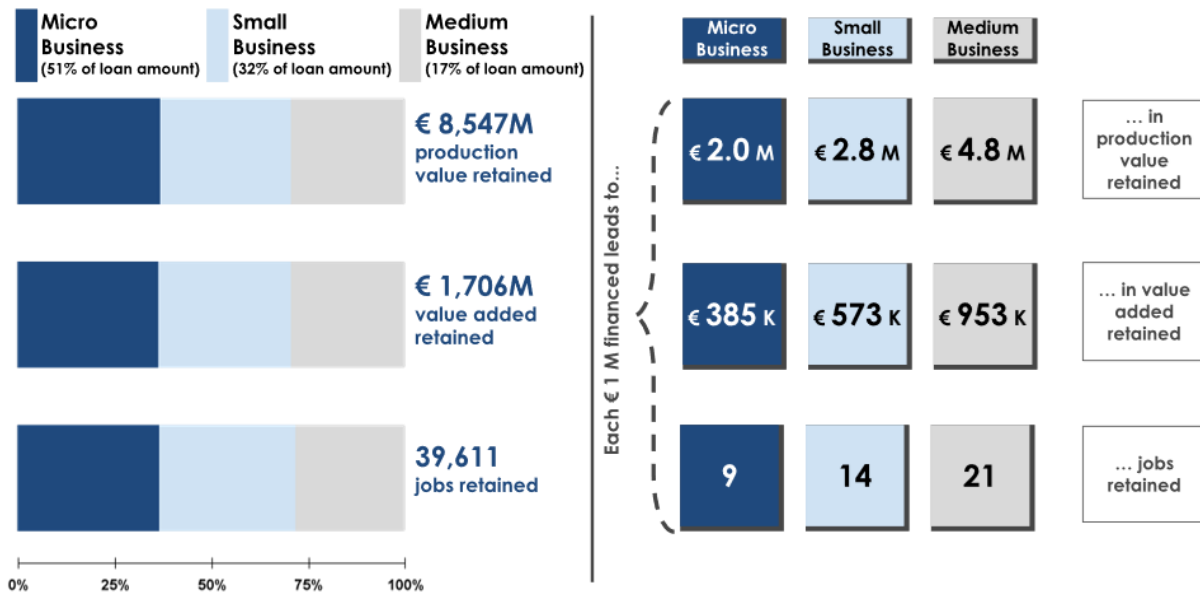 Micro
Business
(51% of loan amount)
Small
Business
(32% of loan amount)
Medium
Business
(17% of loan amount)
€ 8,547M
production
value retained
€ 1,706M
value added
retained
39,611
jobs retained
0%
25%
50%
75%
100%
Each € 1 M financed leads to...
Micro
Business
Small
Business
Medium
Business
€ 2.0 M
€ 2.8 M
€ 4.8 M
... in
production
value
retained
€ 385 K
€ 573 K
€ 953 K
... in value
added
retained
9
14
21
... jobs
retained